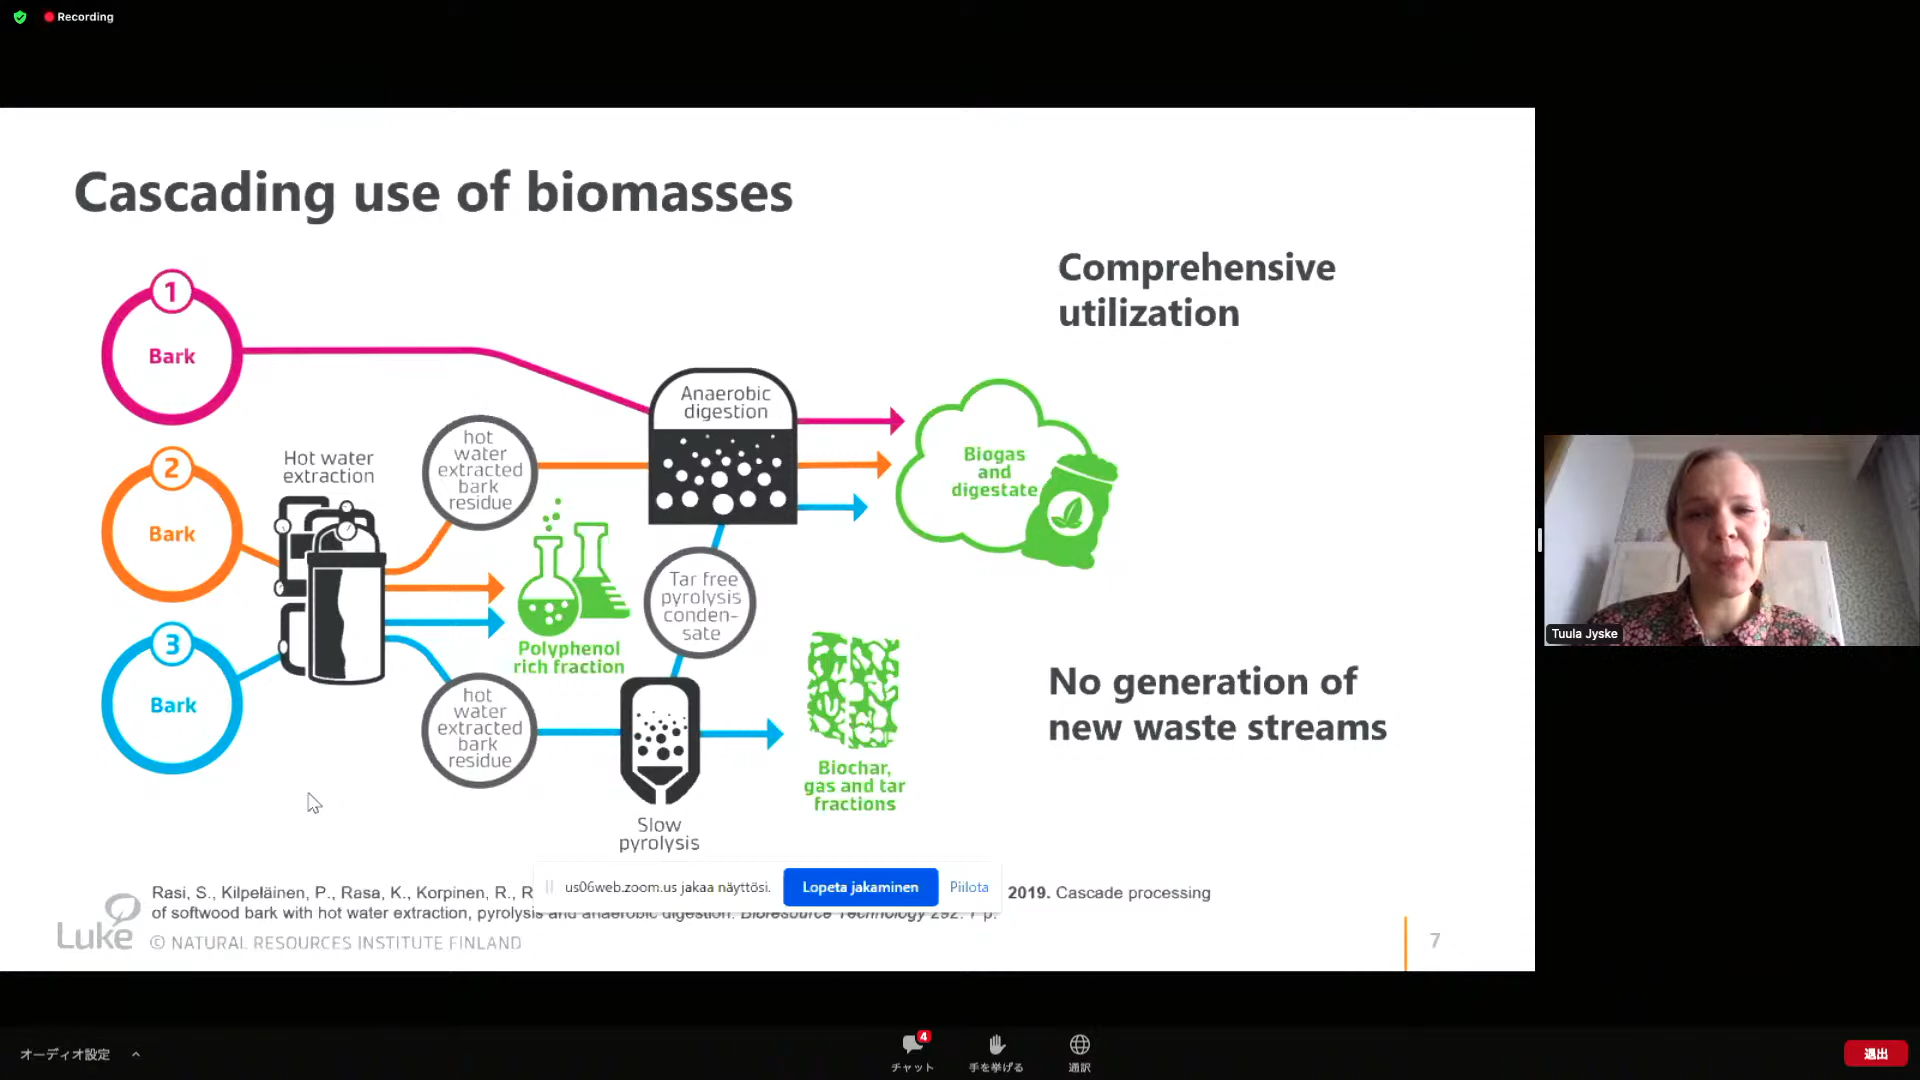 Recording
Cascading use of biomasses
Comprehensive
utilization
1
Bark
Anaerobic
digestion
hot
water
extracted
bark
residue
Hot water
extraction
Biogas
and
digestate
2
Bark
Tar free
pyrolysis
conden-
sate
Polyphenol
rich fraction
3
Bark
hot
water
extracted
bark
residue
Biochar,
gas and tar
fractions
Slow
pyrolysis
No generation of
new waste streams
Tuula Jyske
us06web.zoom.us jakaa näyttösi.
Lopeta jakaminen
Piilota
Rasi, S., Kilpeläinen, P., Rasa, K., Korpinen, R., 2019. Cascade processing
of softwood bark with hot water extraction, pyrolysis and anaerobic digestion. Bioresource Technology 292. 7 p.
Luke
© NATURAL RESOURCES INSTITUTE FINLAND
7
オーディオ設定
4
チャット
手を挙げる
通訳
退出